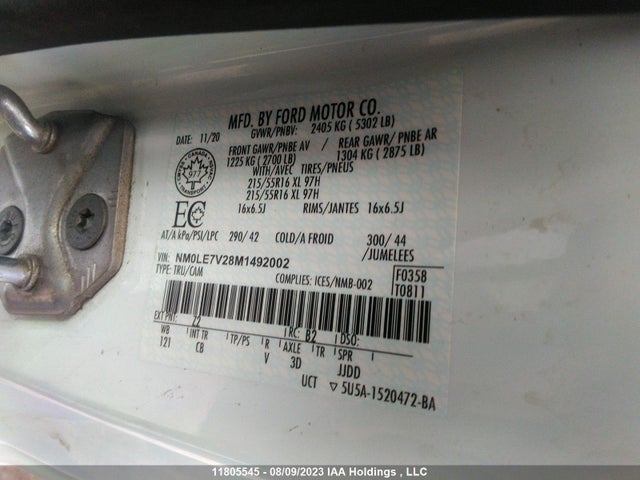 MFD. BY FORD MOTOR CO.
DATE: 11/20 GVWR/PNBV: 2405 KG ( 5302 LB)
FRONT GAWR/PNBE AV / REAR GAWR/ PNBE AR
1225 KG ( 2700 LB) 1304 KG ( 2875 LB)
WITH/AVEC TIRES/PNEUS
215/55R16 XL 97H
215/55R16 XL 97H
16x6.5J RIMS/JANTES 16x6.5J
CANADA
977
TRANSPORT
EC
AT/A kPa/PSI/LPC 290/ 42 COLD/A FROID 300/ 44
/JUMELEES
VIN: NM0LE7V28M1492002
TYPE: TRU/CAM COMPLIES: ICES/NMB-002
F0358
T0811
EXT PNT: Z2 RC: B2 DSO:
WB INT TR TP/PS R AXLE TR SPR
121 CB V 3D JJDD
UCT ▽ 5U5A-1520472-BA
11805545 - 08/09/2023 IAA Holdings , LLC